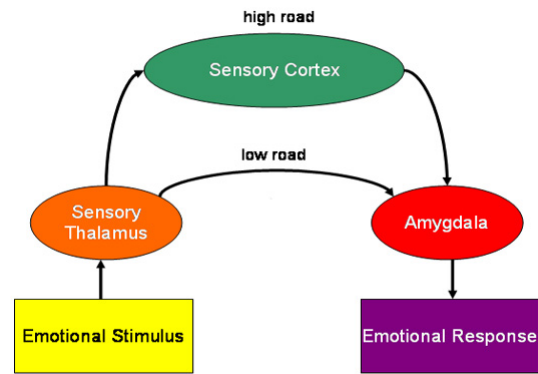 high road
Sensory Cortex
low road
Sensory
Thalamus
Amygdala
Emotional Stimulus
Emotional Response